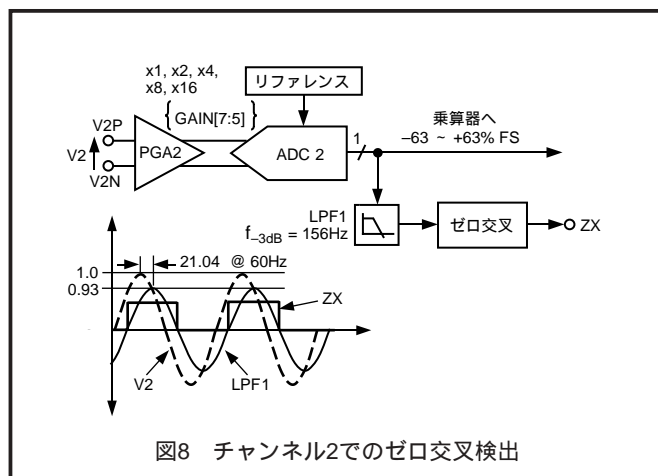 x1, x2, x4,
x8, x16
{GAIN[7:5]}
リファレンス
V2P
V2
V2N
PGA2
ADC 2
1
乗算器へ
–63 ~ +63% FS
LPF1
f–3dB = 156Hz
ゼロ交叉
ZX
21.04 @ 60Hz
1.0
0.93
ZX
V2
LPF1
図8 チャンネル2でのゼロ交叉検出